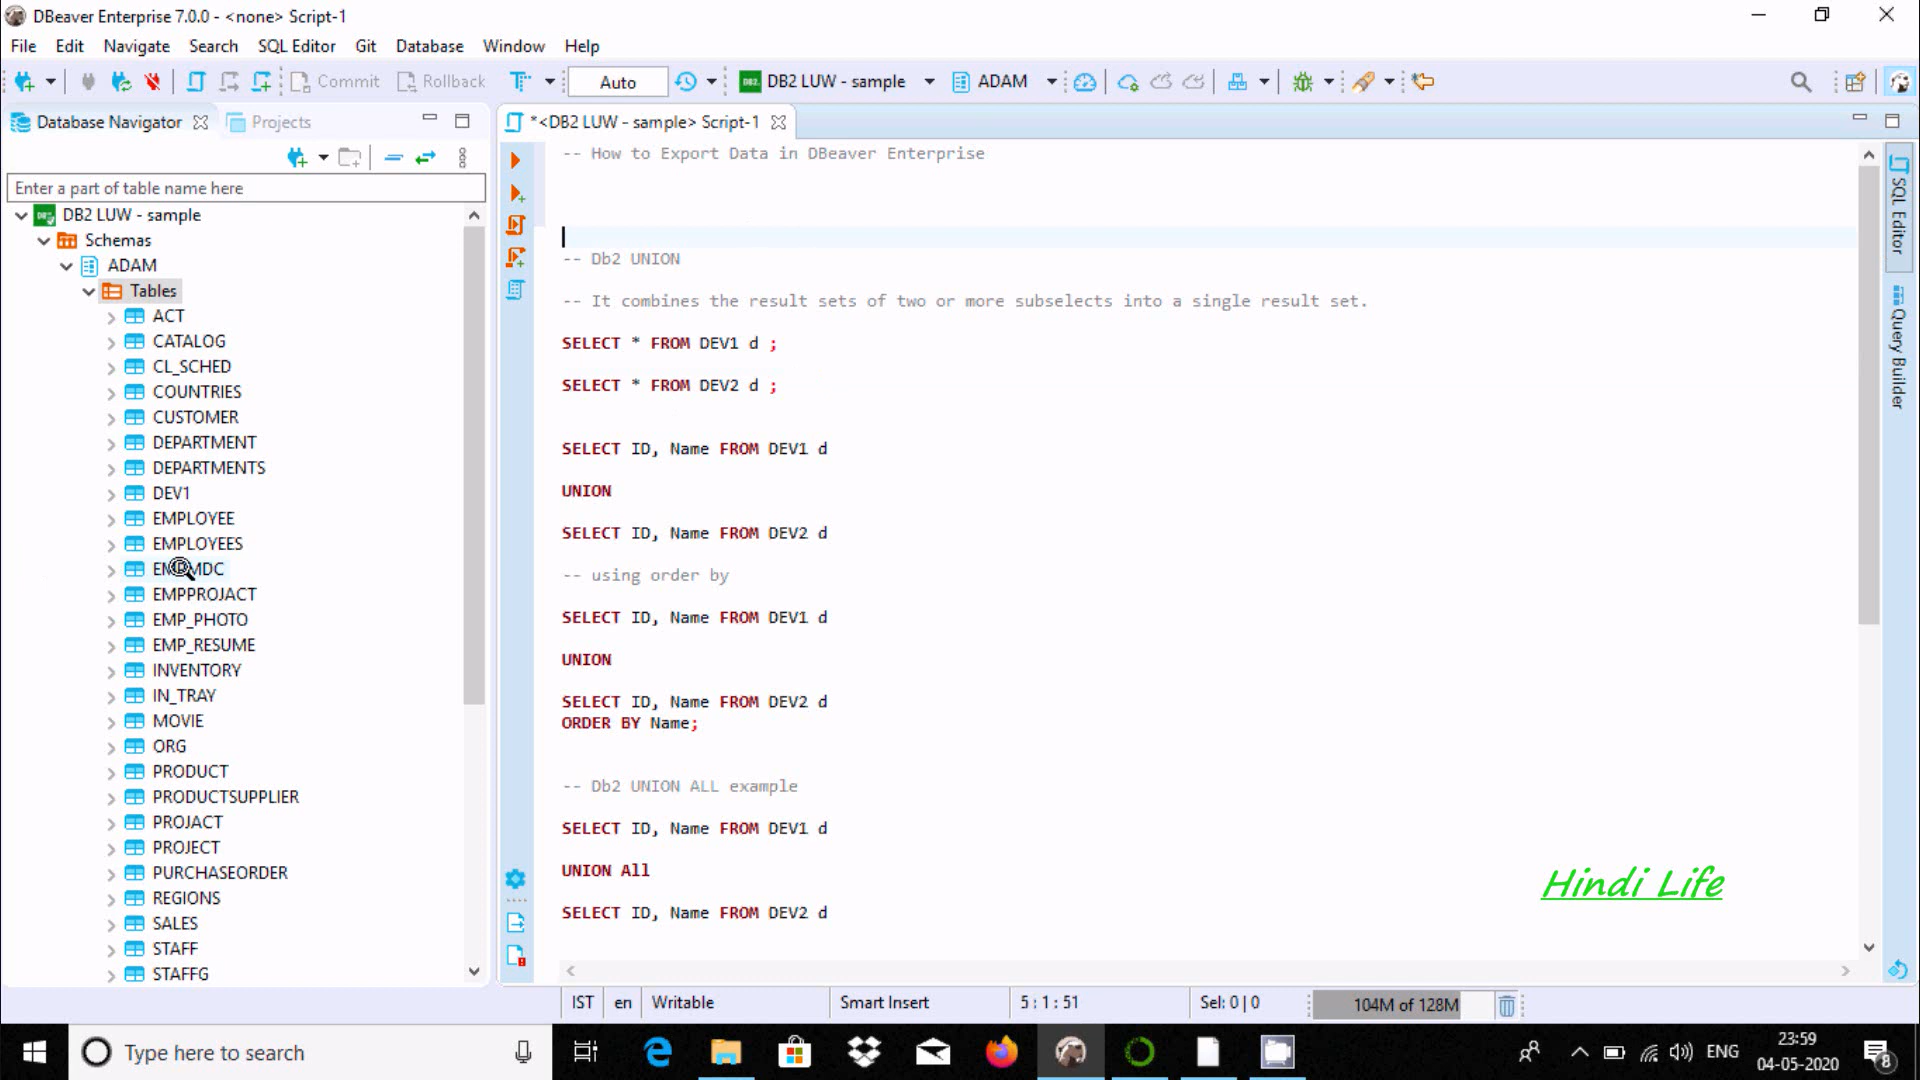 DBeaver Enterprise 7.0.0 - <none> Script-1
File Edit Navigate Search SQL Editor Git Database Window Help
Commit Rollback Auto DB2 LUW - sample ADAM
Database Navigator Projects
Enter a part of table name here
DB2 LUW - sample
Schemas
ADAM
Tables
ACT
CATALOG
CL_SCHED
COUNTRIES
CUSTOMER
DEPARTMENT
DEPARTMENTS
DEV1
EMPLOYEE
EMPLOYEES
EMPPROJACT
EMP_PHOTO
EMP_RESUME
INVENTORY
IN_TRAY
MOVIE
ORG
PRODUCT
PRODUCTSUPPLIER
PROJACT
PROJECT
PURCHASEORDER
REGIONS
SALES
STAFF
STAFFG
*<DB2 LUW - sample> Script-1
-- How to Export Data in DBeaver Enterprise
-- Db2 UNION
-- It combines the result sets of two or more subselects into a single result set.
SELECT * FROM DEV1 d ;
SELECT * FROM DEV2 d ;
SELECT ID, Name FROM DEV1 d
UNION
SELECT ID, Name FROM DEV2 d
-- using order by
SELECT ID, Name FROM DEV1 d
UNION
SELECT ID, Name FROM DEV2 d
ORDER BY Name;
-- Db2 UNION ALL example
SELECT ID, Name FROM DEV1 d
UNION All
SELECT ID, Name FROM DEV2 d
Hindi Life
SQL Editor
Query Builder
IST en Writable Smart Insert 5 : 1 : 51 Sel: 0 | 0 104M of 128M
Type here to search
ENG
23:59
04-05-2020
8